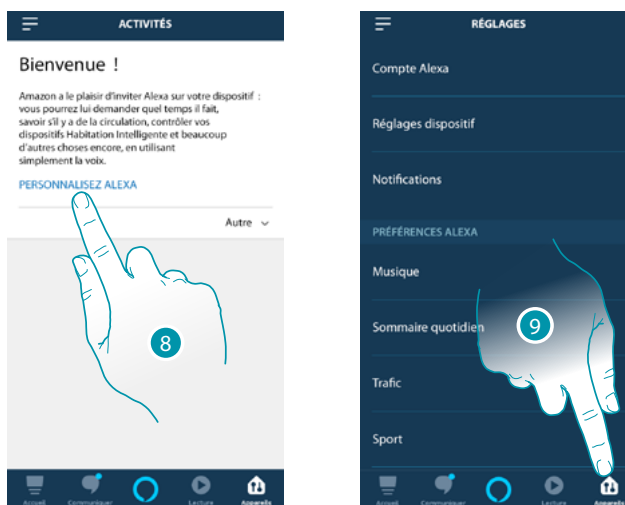 ACTIVITÉS
Bienvenue !
Amazon a le plaisir d'inviter Alexa sur votre dispositif :
vous pourrez lui demander quel temps il fait,
savoir s'il y a de la circulation, contrôler vos
dispositifs Habitation Intelligente et beaucoup
d'autres choses encore, en utilisant
simplement la voix.
PERSONNALISEZ ALEXA
Autre
8
Accueil
Communiquer
Lecture
Appareils
RÉGLAGES
Compte Alexa
Réglages dispositif
Notifications
PRÉFÉRENCES ALEXA
Musique
Sommaire quotidien
9
Trafic
Sport
Accueil
Communiquer
Lecture
Appareils